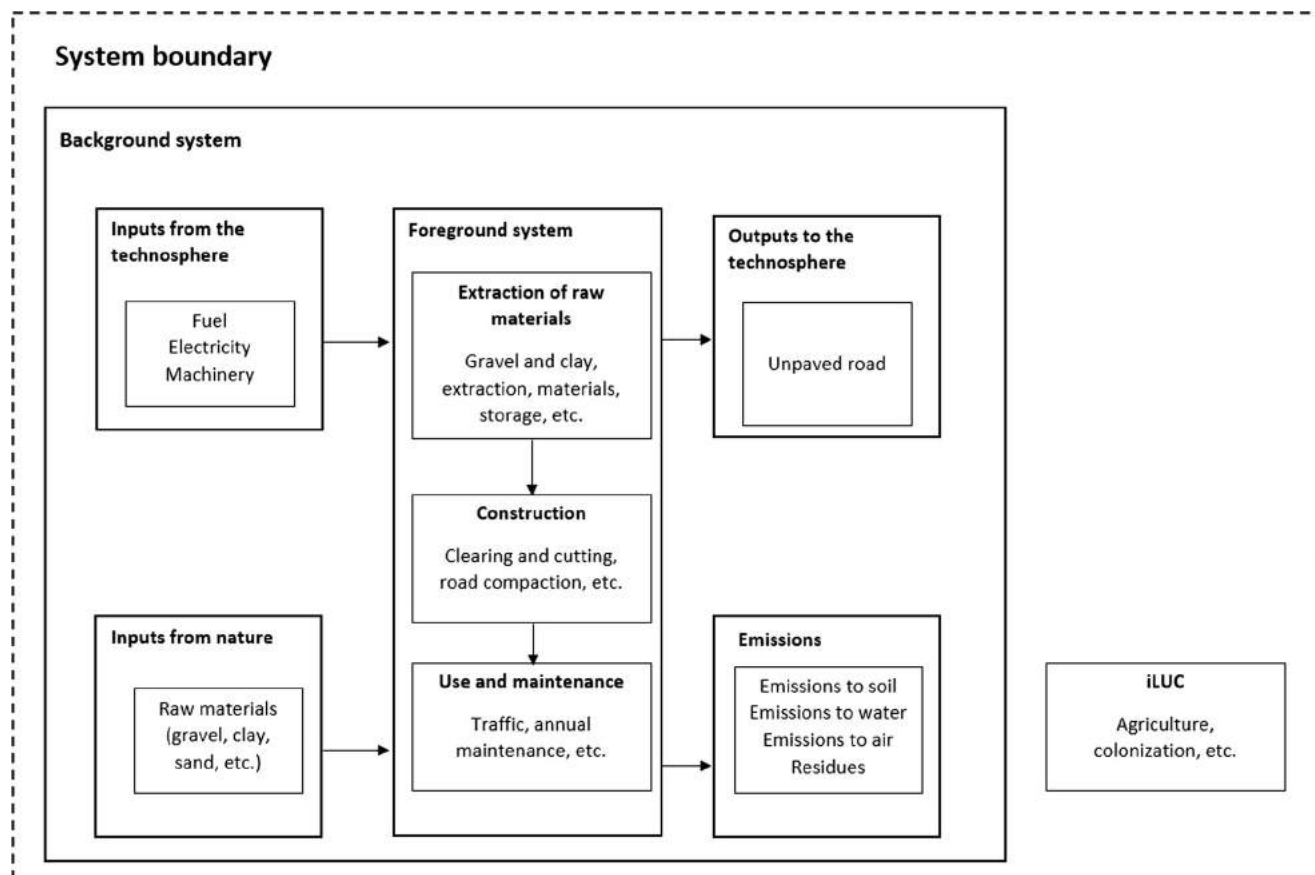 System boundary
Background system
Inputs from the
technosphere
Fuel
Electricity
Machinery
Foreground system
Extraction of raw
materials
Gravel and clay,
extraction, materials,
storage, etc.
Outputs to the
technosphere
Unpaved road
Construction
Clearing and cutting,
road compaction, etc.
Inputs from nature
Raw materials
(gravel, clay,
sand, etc.)
Use and maintenance
Traffic, annual
maintenance, etc.
Emissions
Emissions to soil
Emissions to water
Emissions to air
Residues
iLUC
Agriculture,
colonization, etc.